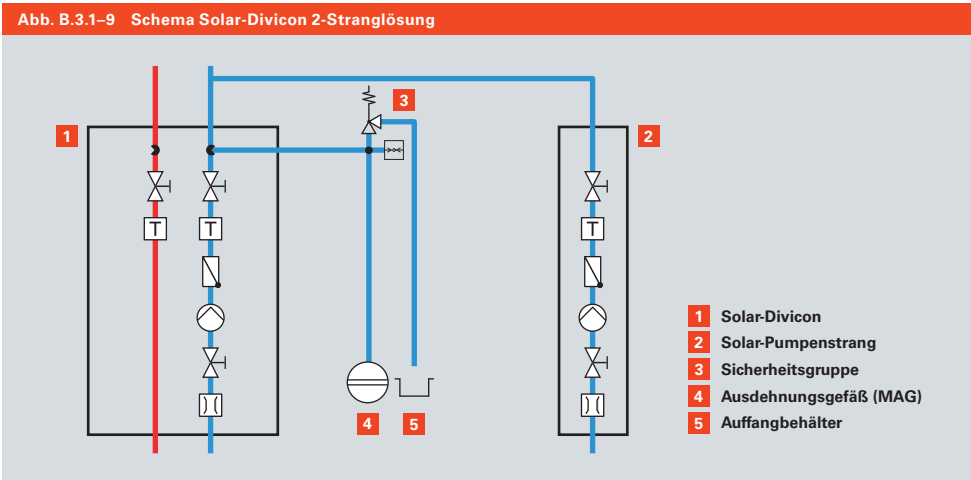 Abb. B.3.1–9 Schema Solar-Divicon 2-Stranglösung
3
1
2
T
T
T
1 Solar-Divicon
2 Solar-Pumpenstrang
3 Sicherheitsgruppe
4 Ausdehnungsgefäß (MAG)
5 Auffangbehälter
4
5